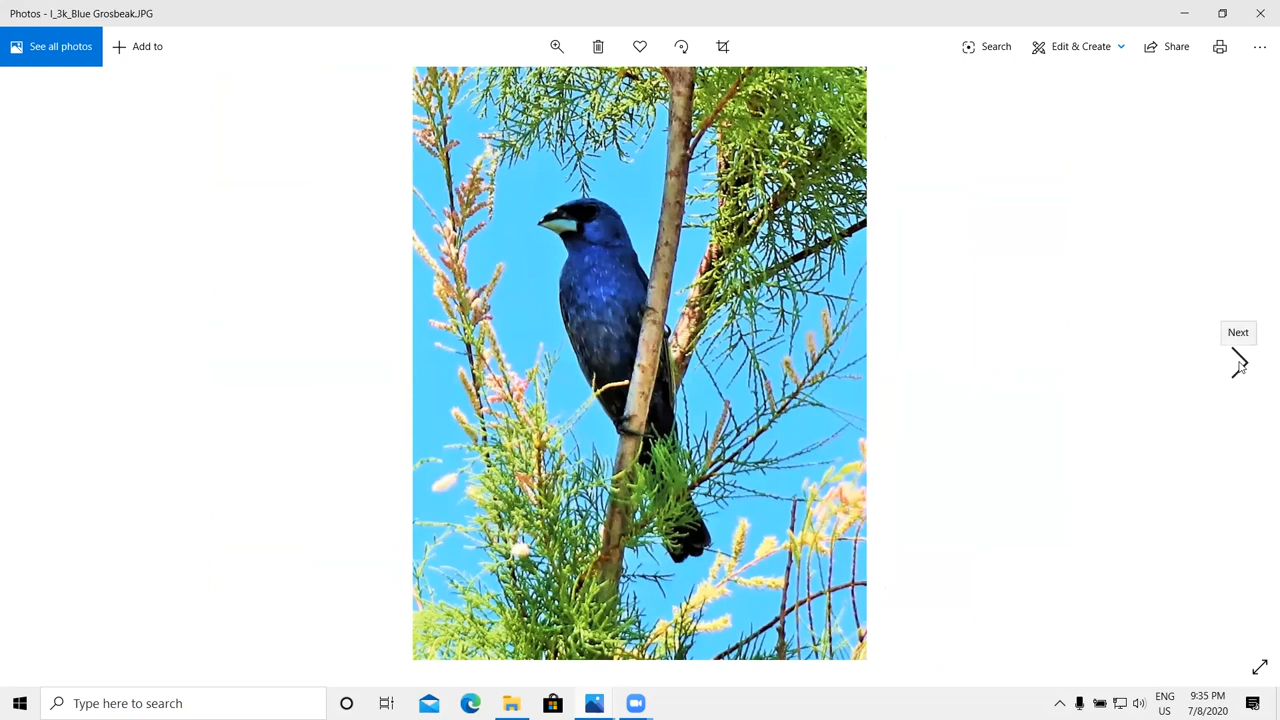 Photos - I_3k_Blue Grosbeak.JPG
See all photos
Add to
Search
Edit & Create
Share
Next
Type here to search
ENG
US
9:35 PM
7/8/2020